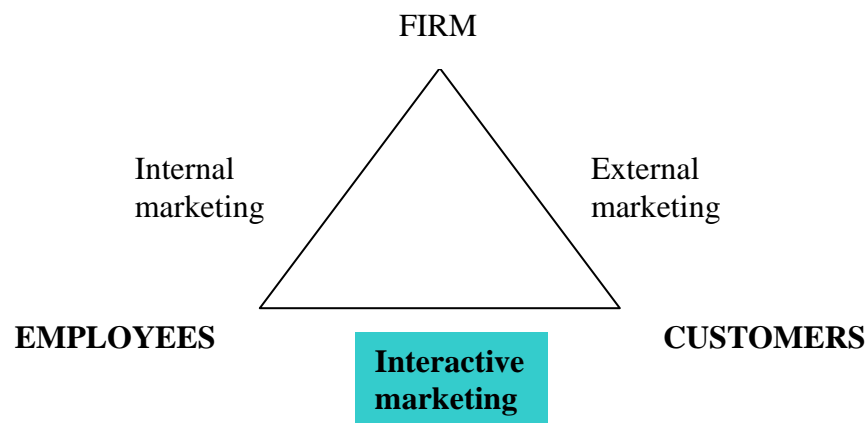 FIRM
Internal
marketing
External
marketing
EMPLOYEES
CUSTOMERS
Interactive
marketing